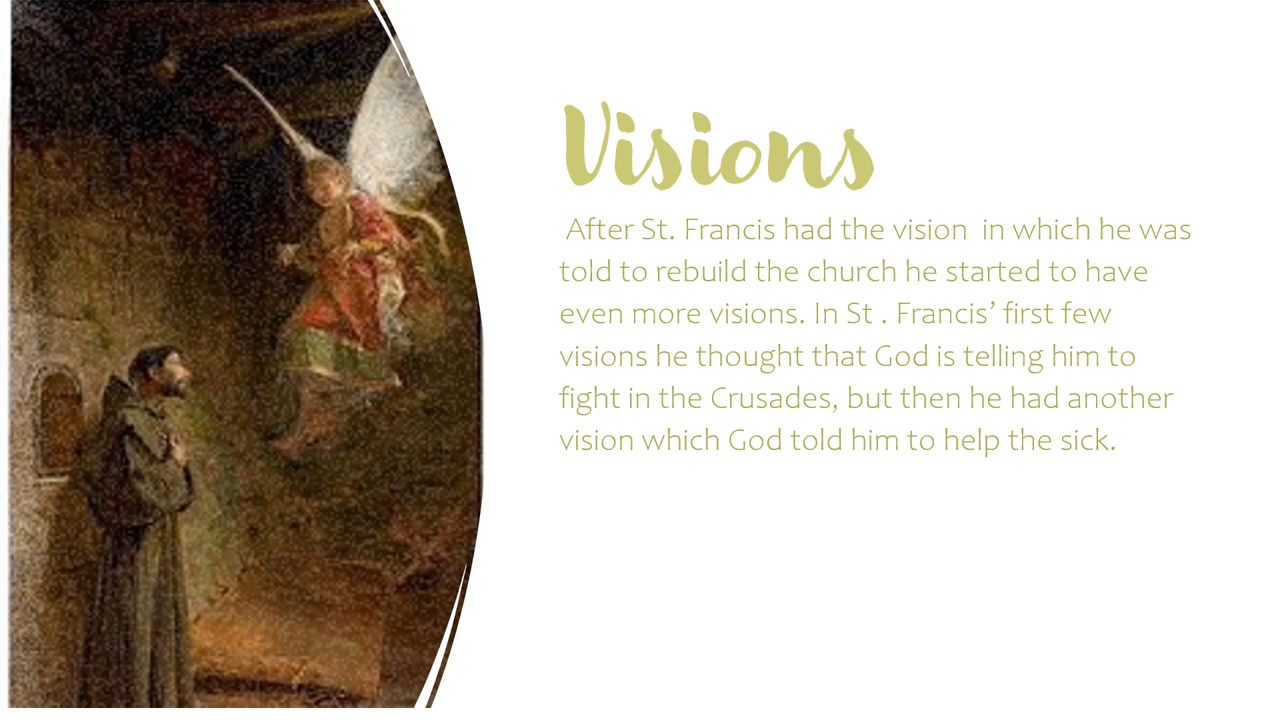 Visions
After St. Francis had the vision  in which he was
told to rebuild the church he started to have
even more visions. In St . Francis’ first few
visions he thought that God is telling him to
fight in the Crusades, but then he had another
vision which God told him to help the sick.